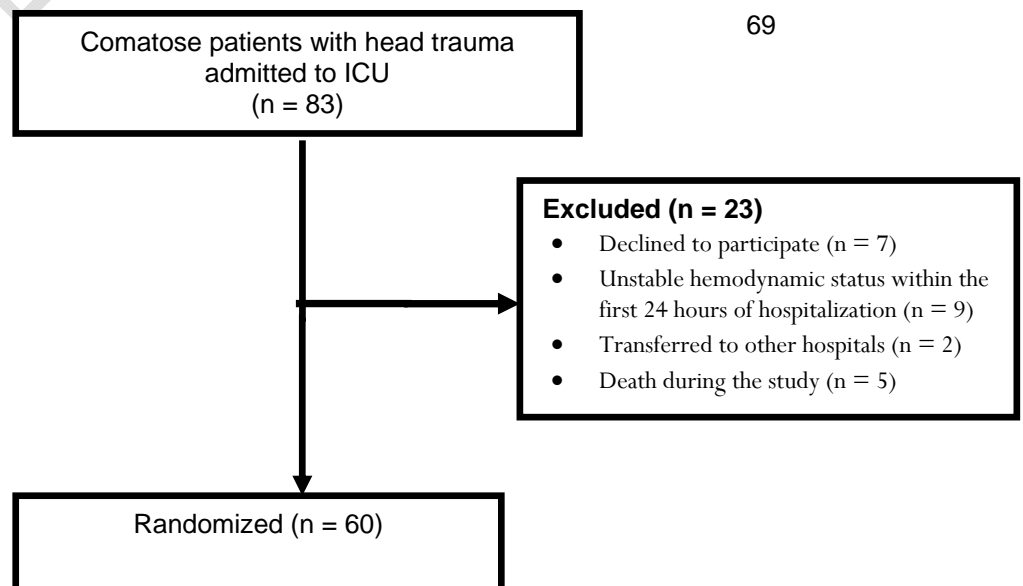 69
Comatose patients with head trauma
admitted to ICU
(n = 83)
Excluded (n = 23)
• Declined to participate (n = 7)
• Unstable hemodynamic status within the
first 24 hours of hospitalization (n = 9)
• Transferred to other hospitals (n = 2)
• Death during the study (n = 5)
Randomized (n = 60)